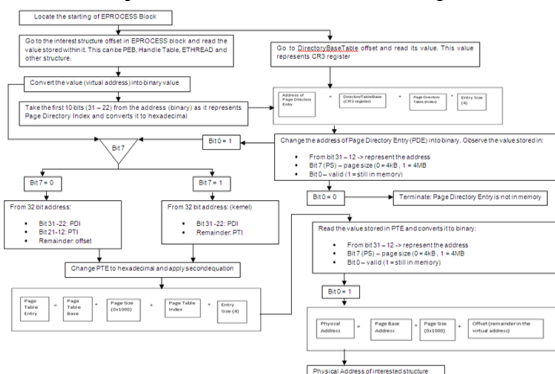 Locate the starting of EPROCESS Block
Go to the interest structure offset in EPROCESS block and read the
value stored within it. This can be PEB, Handle Table, ETHREAD and
other structure.
Convert the value (virtual address) into binary value
Take the first 10 bits (31 – 22) from the address (binary) as it represents
Page Directory Index and converts it to hexadecimal
Go to DirectoryBaseTable offset and read its value. This value
represents CR3 register
Address of
Page Directory
Entry
=
DirectoryTableBase
(CR3 register)
+
Page Directory
Table Index
*
Entry Size
(4)
Change the address of Page Directory Entry (PDE) into binary. Observe the value stored in:
• From bit 31 – 12 -> represent the address
• Bit 7 (PS) – page size (0 = 4kB, 1 = 4MB
• Bit 0 – valid (1 = still in memory)
Bit 0 = 1
Bit 7
Bit 7 = 0
Bit 7 = 1
Bit 0 = 0
Terminate: Page Directory Entry is not in memory
From 32 bit address:
• Bit 31 -22: PDI
• Bit 21-12: PTI
• Remainder: offset
From 32 bit address: (kernel)
• Bit 31 -22: PDI
• Remainder: PTI
Change PTE to hexadecimal and apply second equation
Page
Table
Entry
=
Page
Table
Base
*
Page Size
(0x1000)
+
Page Table
Index
*
Entry
Size (4)
Read the value stored in PTE and converts it to binary:
• From bit 31 – 12 -> represent the address
• Bit 7 (PS) – page size (0 = 4kB, 1 = 4MB
• Bit 0 – valid (1 = still in memory)
Bit 0 = 1
Physical
Address
=
Page Base
Address
*
Page Size
(0x1000)
+
Offset (remainder in the
virtual address)
Physical Address of interested structure